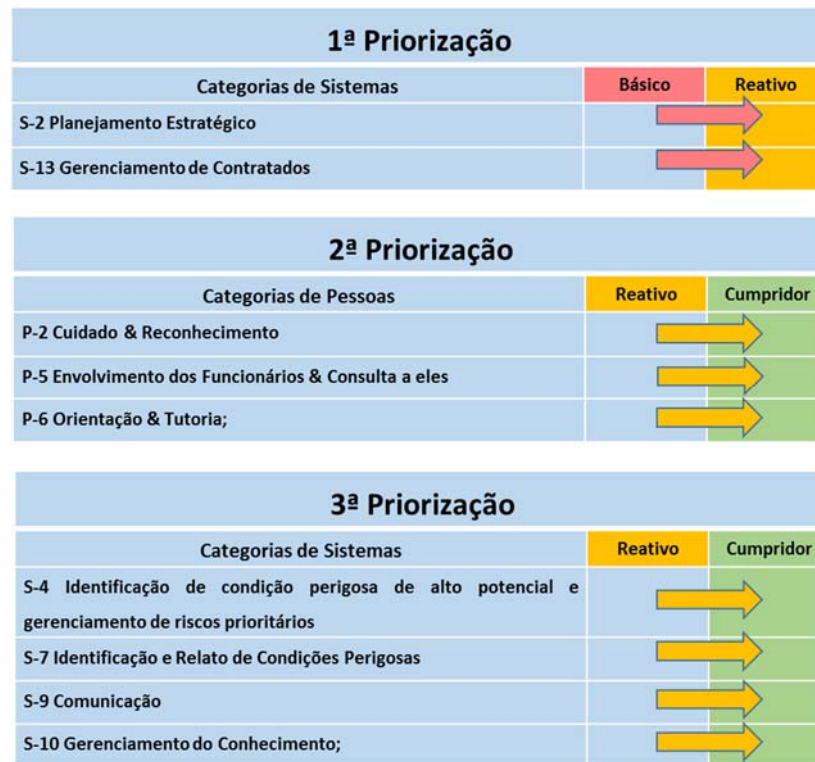 1ª Priorização
Categorias de Sistemas Básico Reativo
S-2 Planejamento Estratégico
S-13 Gerenciamento de Contratados
2ª Priorização
Categorias de Pessoas Reativo Cumpridor
P-2 Cuidado & Reconhecimento
P-5 Envolvimento dos Funcionários & Consulta a eles
P-6 Orientação & Tutoria;
3ª Priorização
Categorias de Sistemas Reativo Cumpridor
S-4 Identificação de condição perigosa de alto potencial e
gerenciamento de riscos prioritários
S-7 Identificação e Relato de Condições Perigosas
S-9 Comunicação
S-10 Gerenciamento do Conhecimento;